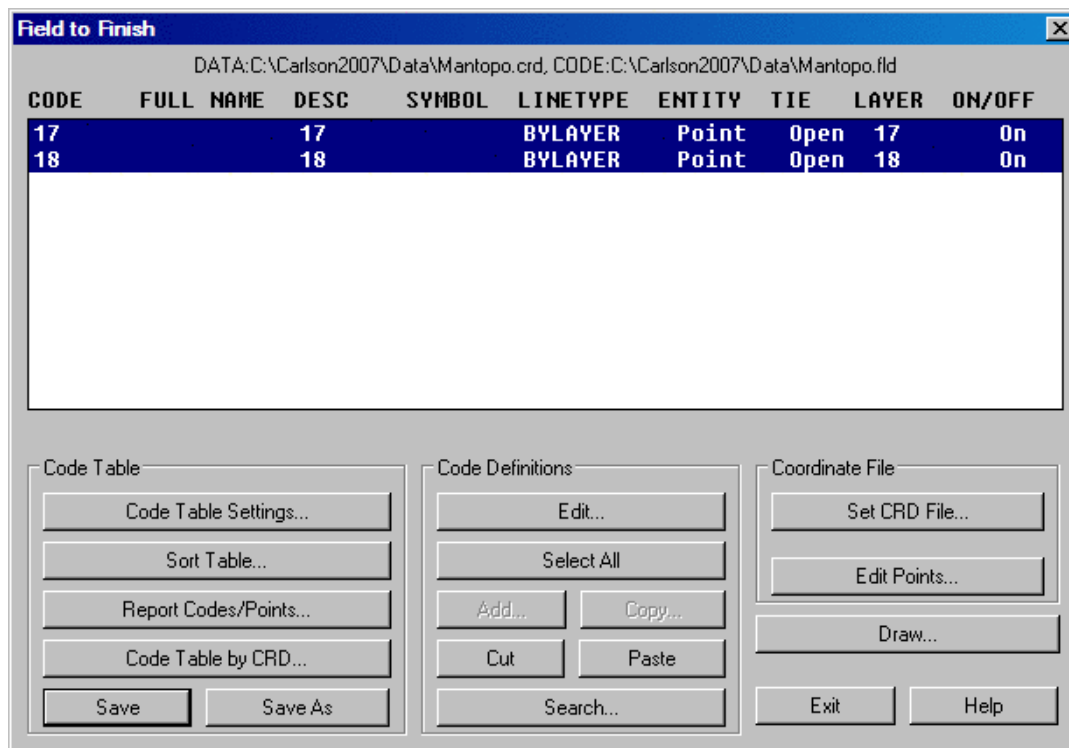 Field to Finish
DATA:C:\Carlson2007\Data\Mantopo.crd, CODE:C:\Carlson2007\Data\Mantopo.fld
CODE FULL NAME DESC SYMBOL LINETYPE ENTITY TIE LAYER ON/OFF
17 17 BYLAYER Point Open 17 On
18 18 BYLAYER Point Open 18 On
Code Table
Code Table Settings...
Sort Table...
Report Codes/Points...
Code Table by CRD...
Save Save As
Code Definitions
Edit...
Select All
Add... Copy...
Cut Paste
Search...
Coordinate File
Set CRD File...
Edit Points...
Draw...
Exit Help